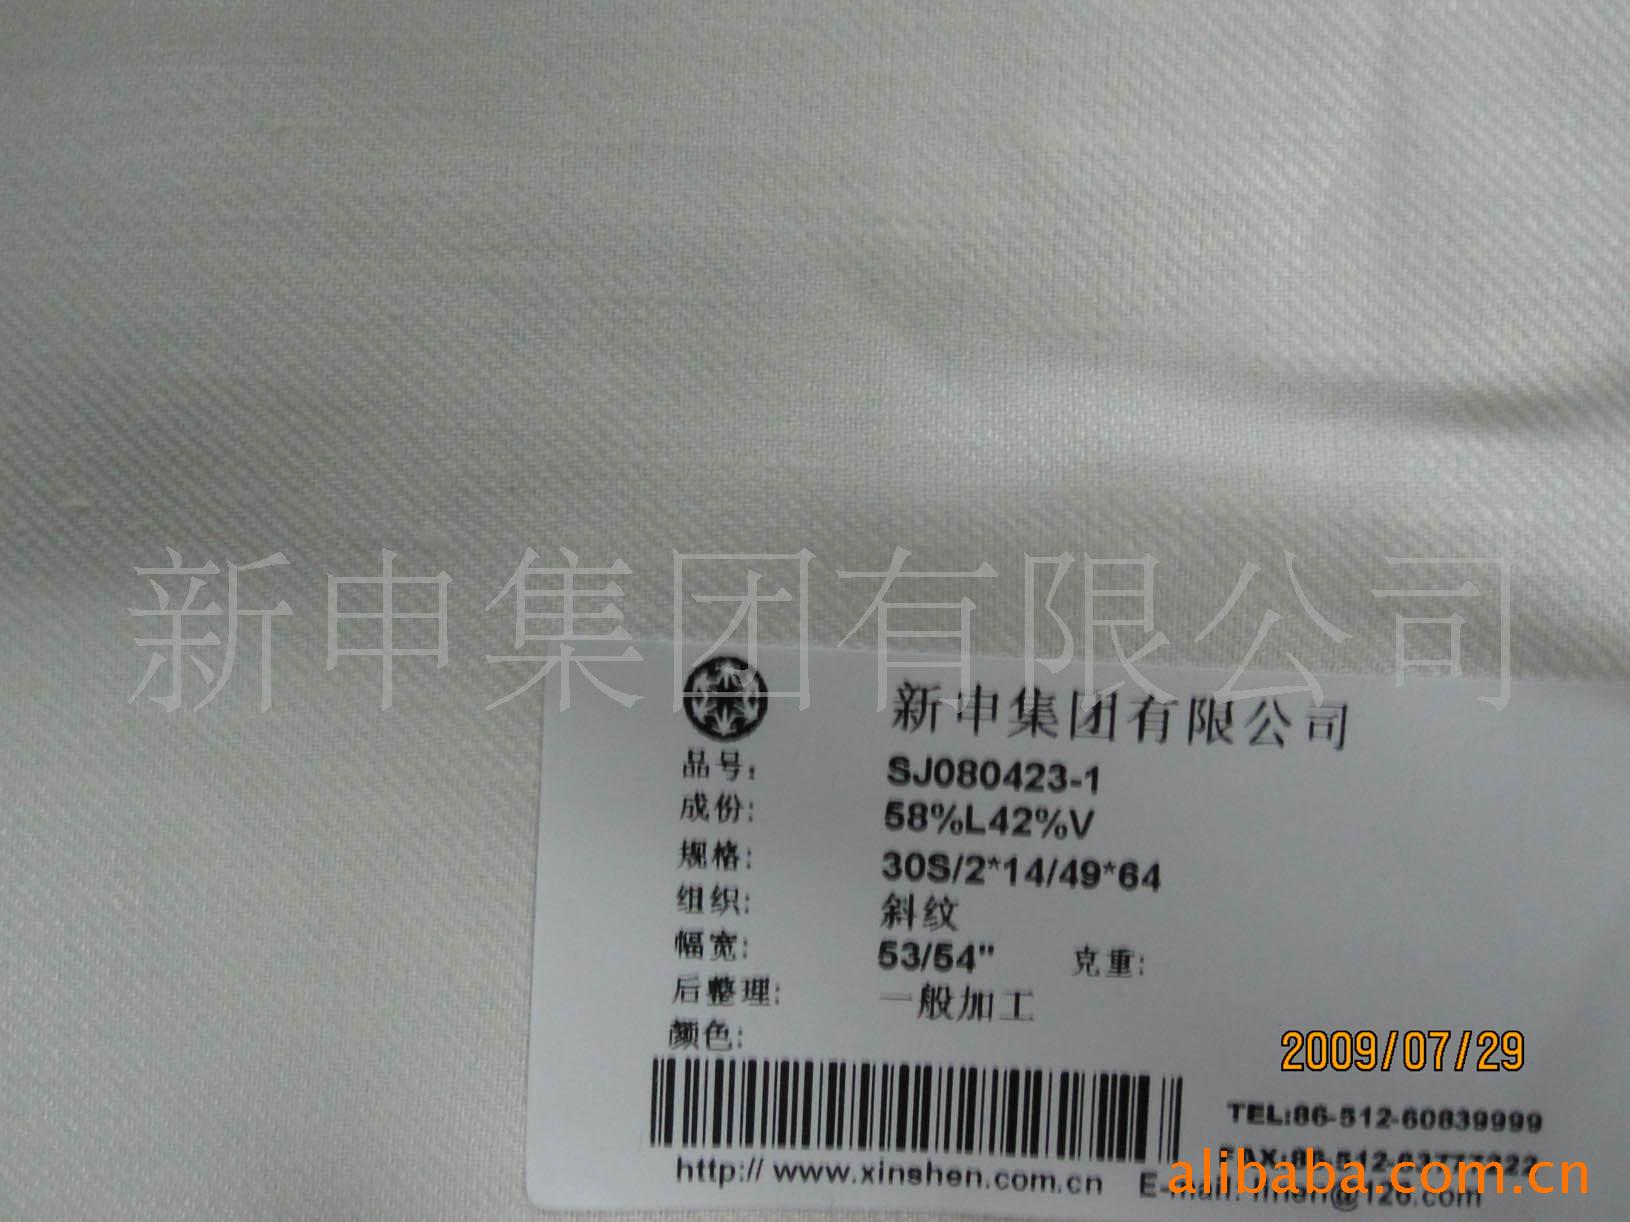 新申集团有限公司
新申集团有限公司
品号: SJ080423-1
成份: 58%L42%V
规格: 30S/2*14/49*64
组织: 斜纹
幅宽: 53/54" 克重:
后整理: 一般加工
颜色:
2009/07/29
TEL:86-512-60839999
FAX:86-512-
http:// www.xinshen.com.cn
alibaba.com.cn